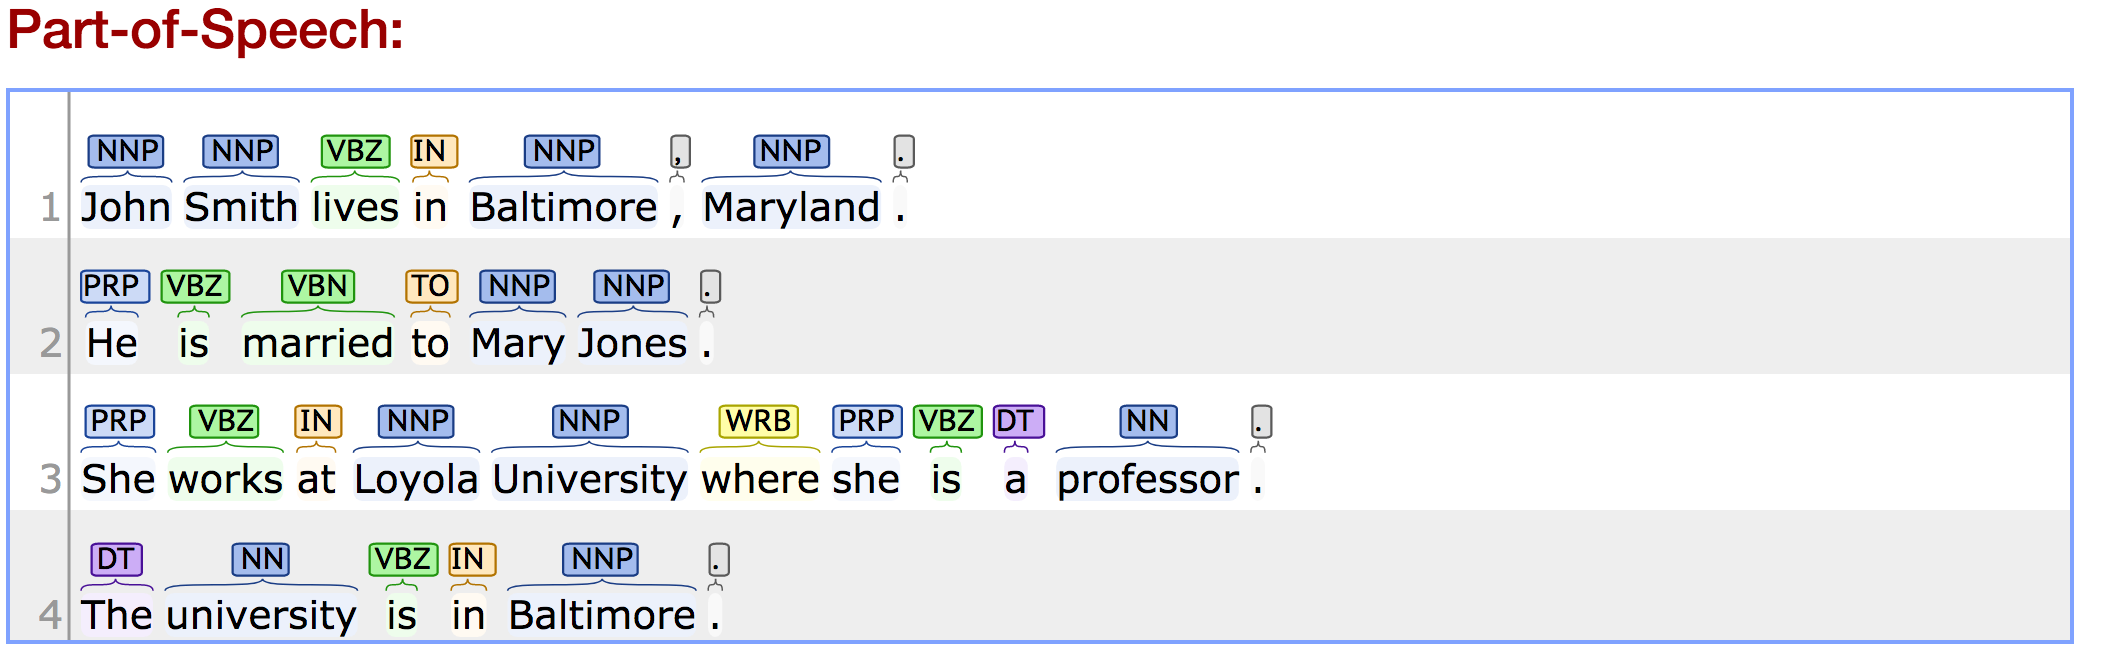 Part-of-Speech:
NNP NNP VBZ IN NNP , NNP .
1 John Smith lives in Baltimore , Maryland .
PRP VBZ VBN TO NNP NNP .
2 He is married to Mary Jones .
PRP VBZ IN NNP NNP WRB PRP VBZ DT NN .
3 She works at Loyola University where she is a professor .
DT NN VBZ IN NNP .
4 The university is in Baltimore .